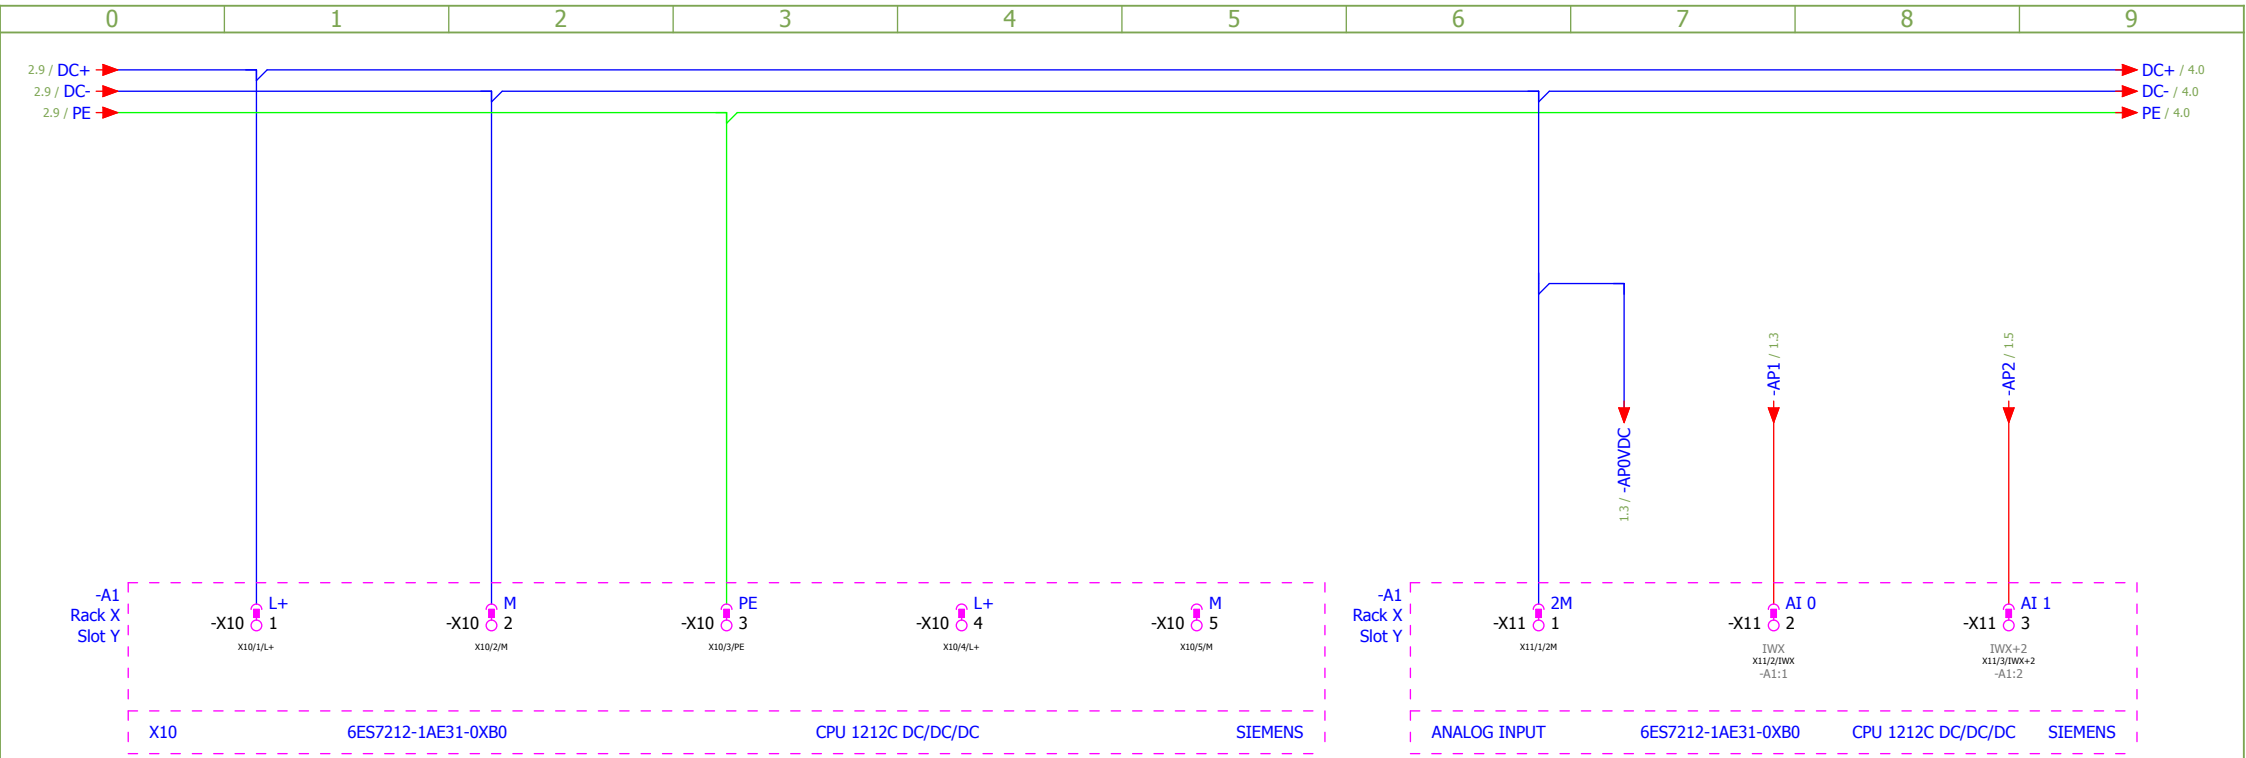 0 1 2 3 4 5 6 7 8 9
2.9 / DC+ DC+ / 4.0
2.9 / DC- DC- / 4.0
2.9 / PE PE / 4.0
-AP1 / 1.3
-AP2 / 1.5
1.3 / -AP0VDC
-A1
Rack X
Slot Y
L+
-X10 1
X10/1/L+
M
-X10 2
X10/2/M
PE
-X10 3
X10/3/PE
L+
-X10 4
X10/4/L+
M
-X10 5
X10/5/M
X10 6ES7212-1AE31-0XB0 CPU 1212C DC/DC/DC SIEMENS
-A1
Rack X
Slot Y
2M
-X11 1
X11/1/2M
AI 0
-X11 2
IWX
X11/2/IWX
-A1:1
AI 1
-X11 3
IWX+2
X11/3/IWX+2
-A1:2
ANALOG INPUT 6ES7212-1AE31-0XB0 CPU 1212C DC/DC/DC SIEMENS